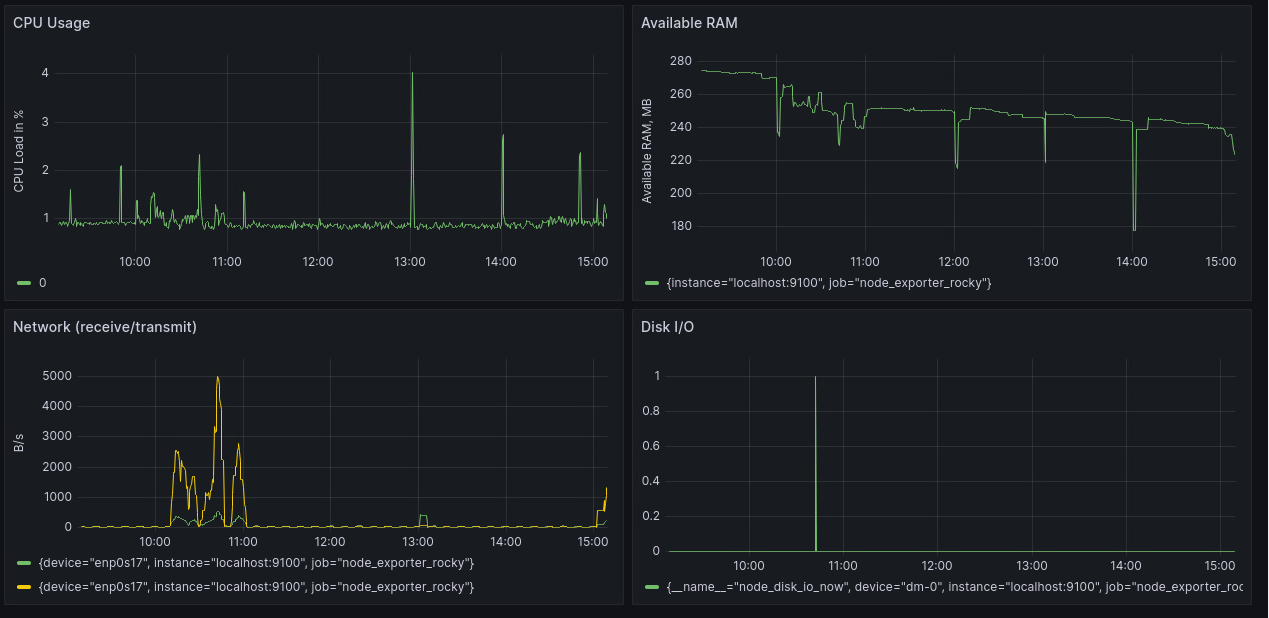 CPU Usage
CPU Load in %
4
3
2
1
10:00 11:00 12:00 13:00 14:00 15:00
0
Available RAM
Available RAM, MB
280
260
240
220
200
180
10:00 11:00 12:00 13:00 14:00 15:00
{instance="localhost:9100", job="node_exporter_rocky"}
Network (receive/transmit)
B/s
5000
4000
3000
2000
1000
0
10:00 11:00 12:00 13:00 14:00 15:00
{device="enp0s17", instance="localhost:9100", job="node_exporter_rocky"}
{device="enp0s17", instance="localhost:9100", job="node_exporter_rocky"}
Disk I/O
1
0.8
0.6
0.4
0.2
0
10:00 11:00 12:00 13:00 14:00 15:00
{__name__="node_disk_io_now", device="dm-0", instance="localhost:9100", job="node_exporter_roc